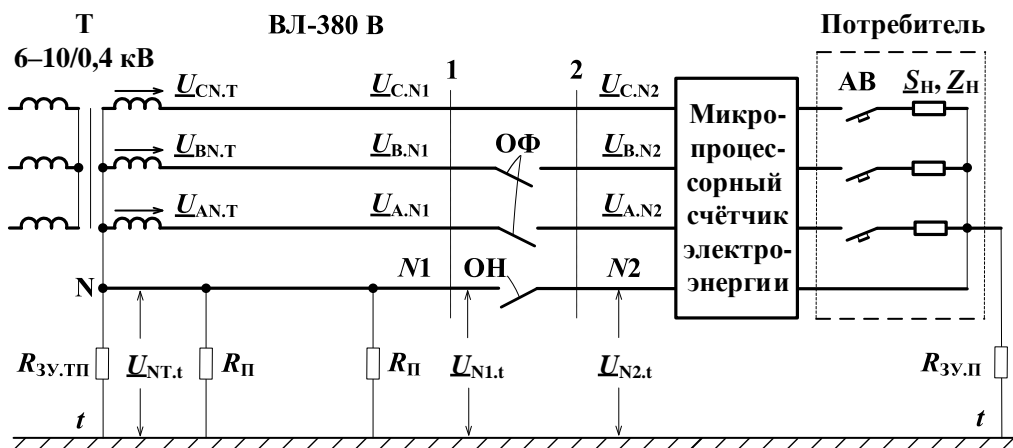 Т
ВЛ-380 В
Потребитель
6–10/0,4 кВ
1
2
U_CN.T
U_C.N1
U_C.N2
АВ
S_Н, Z_Н
U_BN.T
U_B.N1
ОФ
U_B.N2
U_AN.T
U_A.N1
U_A.N2
Микро-
процес-
сорный
счётчик
электро-
энергии
N
N1
ОН
N2
R_ЗУ.ТП
U_NT.t
R_П
R_П
U_N1.t
U_N2.t
R_ЗУ.П
t
t